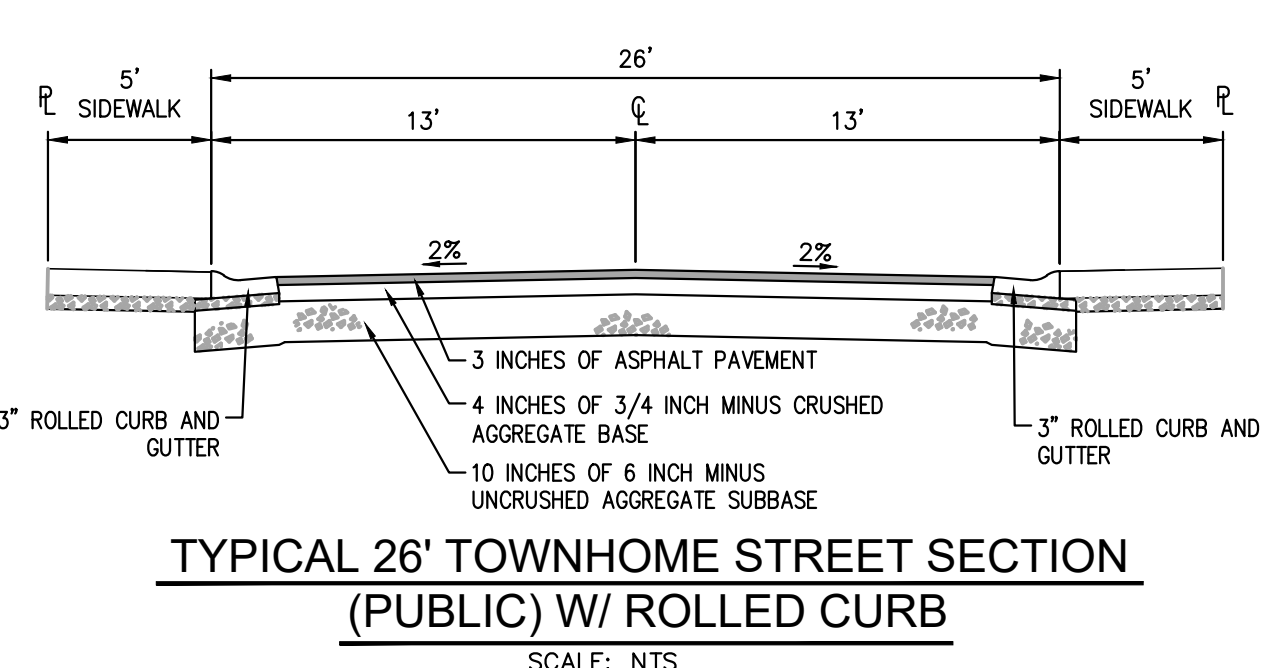 26'
5'
SIDEWALK
5'
SIDEWALK
PL
CL
PL
13'
13'
2%
2%
3 INCHES OF ASPHALT PAVEMENT
4 INCHES OF 3/4 INCH MINUS CRUSHED
AGGREGATE BASE
3" ROLLED CURB AND
GUTTER
3" ROLLED CURB AND
GUTTER
10 INCHES OF 6 INCH MINUS
UNCRUSHED AGGREGATE SUBBASE
TYPICAL 26' TOWNHOME STREET SECTION
(PUBLIC) W/ ROLLED CURB
SCALE: NTS